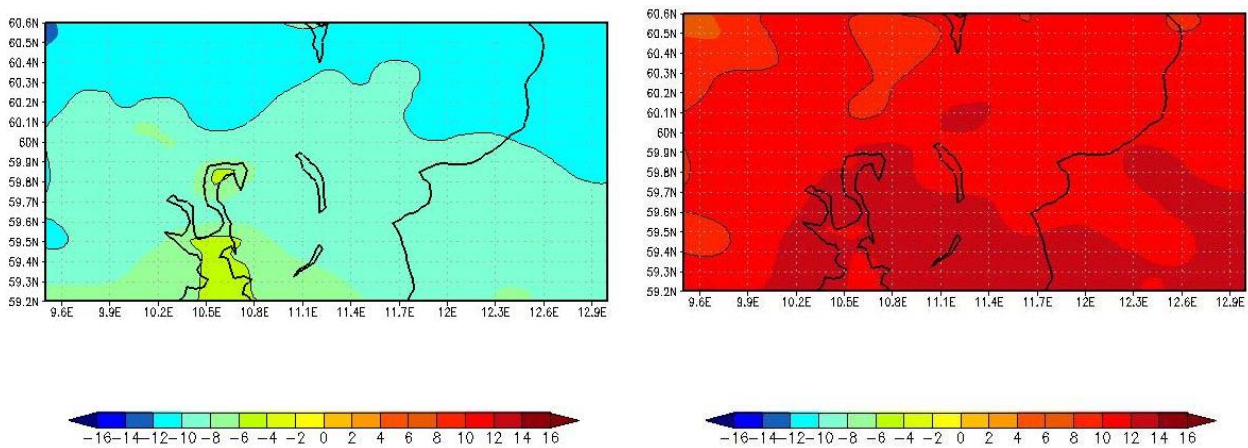 60.6N
60.5N
60.4N
60.3N
60.2N
60.1N
60N
59.9N
59.8N
59.7N
59.6N
59.5N
59.4N
59.3N
59.2N
9.6E 9.9E 10.2E 10.5E 10.8E 11.1E 11.4E 11.7E 12E 12.3E 12.6E 12.9E
-16 -14 -12 -10 -8 -6 -4 -2 0 2 4 6 8 10 12 14 16
60.6N
60.5N
60.4N
60.3N
60.2N
60.1N
60N
59.9N
59.8N
59.7N
59.6N
59.5N
59.4N
59.3N
59.2N
9.6E 9.9E 10.2E 10.5E 10.8E 11.1E 11.4E 11.7E 12E 12.3E 12.6E 12.9E
-16 -14 -12 -10 -8 -6 -4 -2 0 2 4 6 8 10 12 14 16